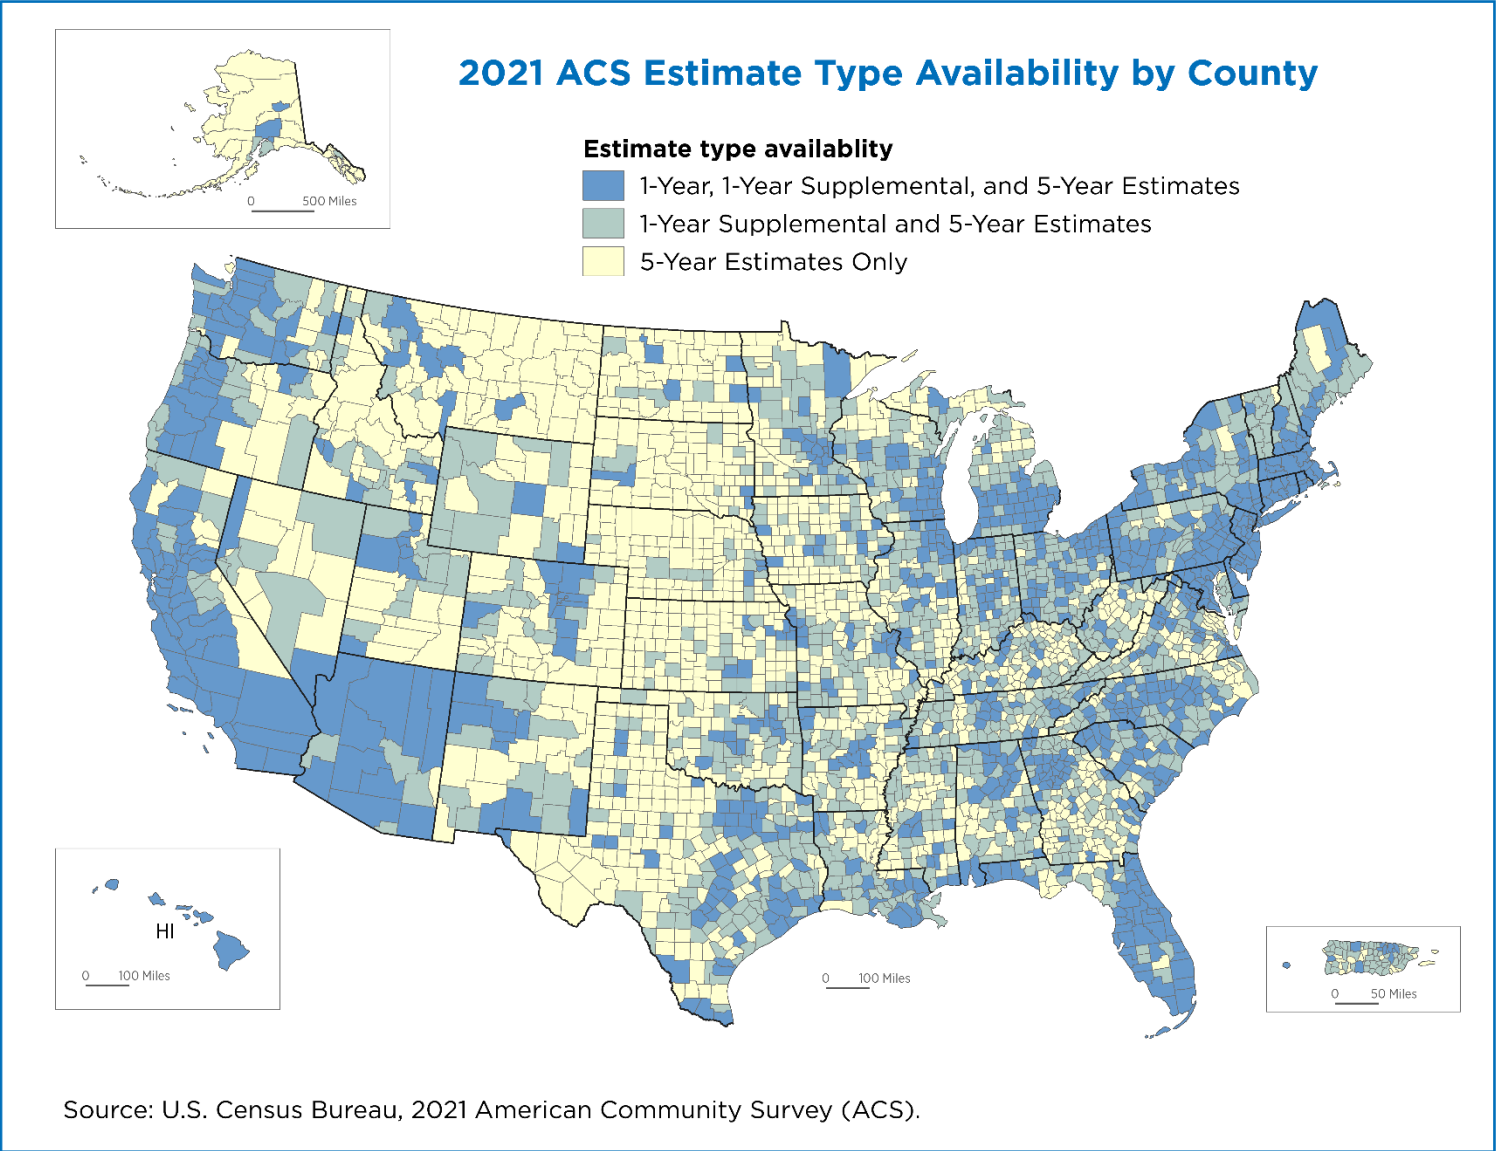 2021 ACS Estimate Type Availability by County
Estimate type availablity
1-Year, 1-Year Supplemental, and 5-Year Estimates
1-Year Supplemental and 5-Year Estimates
5-Year Estimates Only
0 500 Miles
HI
0 100 Miles
0 100 Miles
0 50 Miles
Source: U.S. Census Bureau, 2021 American Community Survey (ACS).